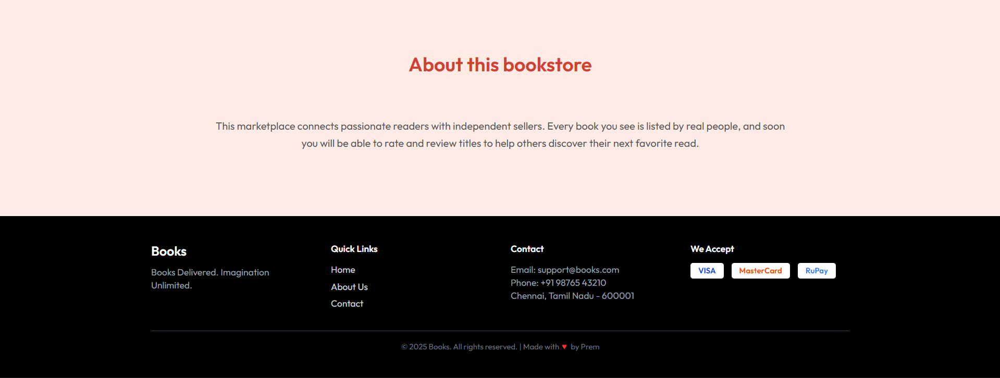 About this bookstore
This marketplace connects passionate readers with independent sellers. Every book you see is listed by real people, and soon
you will be able to rate and review titles to help others discover their next favorite read.
Books
Books Delivered. Imagination
Unlimited.
Quick Links
Home
About Us
Contact
Contact
Email: support@books.com
Phone: +91 98765 43210
Chennai, Tamil Nadu - 600001
We Accept
VISA MasterCard RuPay
© 2025 Books. All rights reserved. | Made with ♥ by Prem